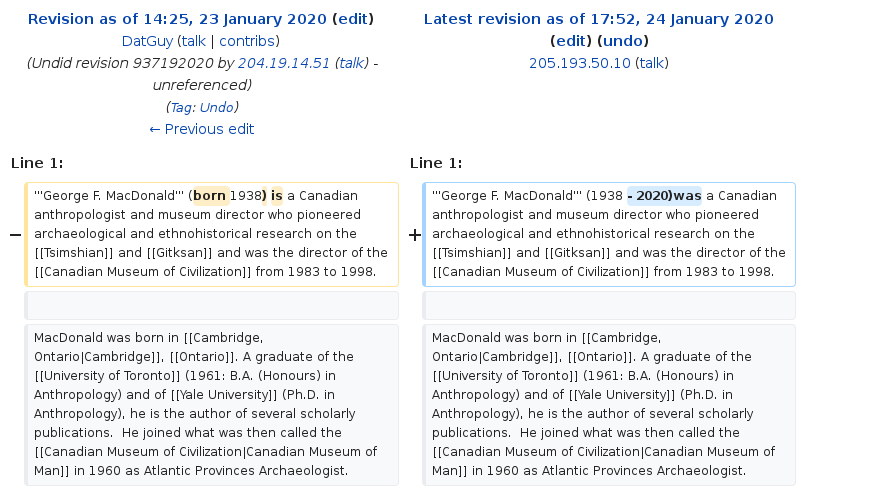 Revision as of 14:25, 23 January 2020 (edit)
DatGuy (talk | contribs)
(Undid revision 937192020 by 204.19.14.51 (talk) -
unreferenced)
(Tag: Undo)
← Previous edit
Latest revision as of 17:52, 24 January 2020
(edit) (undo)
205.193.50.10 (talk)
Line 1:
Line 1:
− '''George F. MacDonald''' (born 1938) is a Canadian
anthropologist and museum director who pioneered
archaeological and ethnohistorical research on the
[[Tsimshian]] and [[Gitksan]] and was the director of the
[[Canadian Museum of Civilization]] from 1983 to 1998.
+ '''George F. MacDonald''' (1938 - 2020)was a Canadian
anthropologist and museum director who pioneered
archaeological and ethnohistorical research on the
[[Tsimshian]] and [[Gitksan]] and was the director of the
[[Canadian Museum of Civilization]] from 1983 to 1998.
MacDonald was born in [[Cambridge,
Ontario|Cambridge]], [[Ontario]]. A graduate of the
[[University of Toronto]] (1961: B.A. (Honours) in
Anthropology) and of [[Yale University]] (Ph.D. in
Anthropology), he is the author of several scholarly
publications.  He joined what was then called the
[[Canadian Museum of Civilization|Canadian Museum of
Man]] in 1960 as Atlantic Provinces Archaeologist.
MacDonald was born in [[Cambridge,
Ontario|Cambridge]], [[Ontario]]. A graduate of the
[[University of Toronto]] (1961: B.A. (Honours) in
Anthropology) and of [[Yale University]] (Ph.D. in
Anthropology), he is the author of several scholarly
publications.  He joined what was then called the
[[Canadian Museum of Civilization|Canadian Museum of
Man]] in 1960 as Atlantic Provinces Archaeologist.